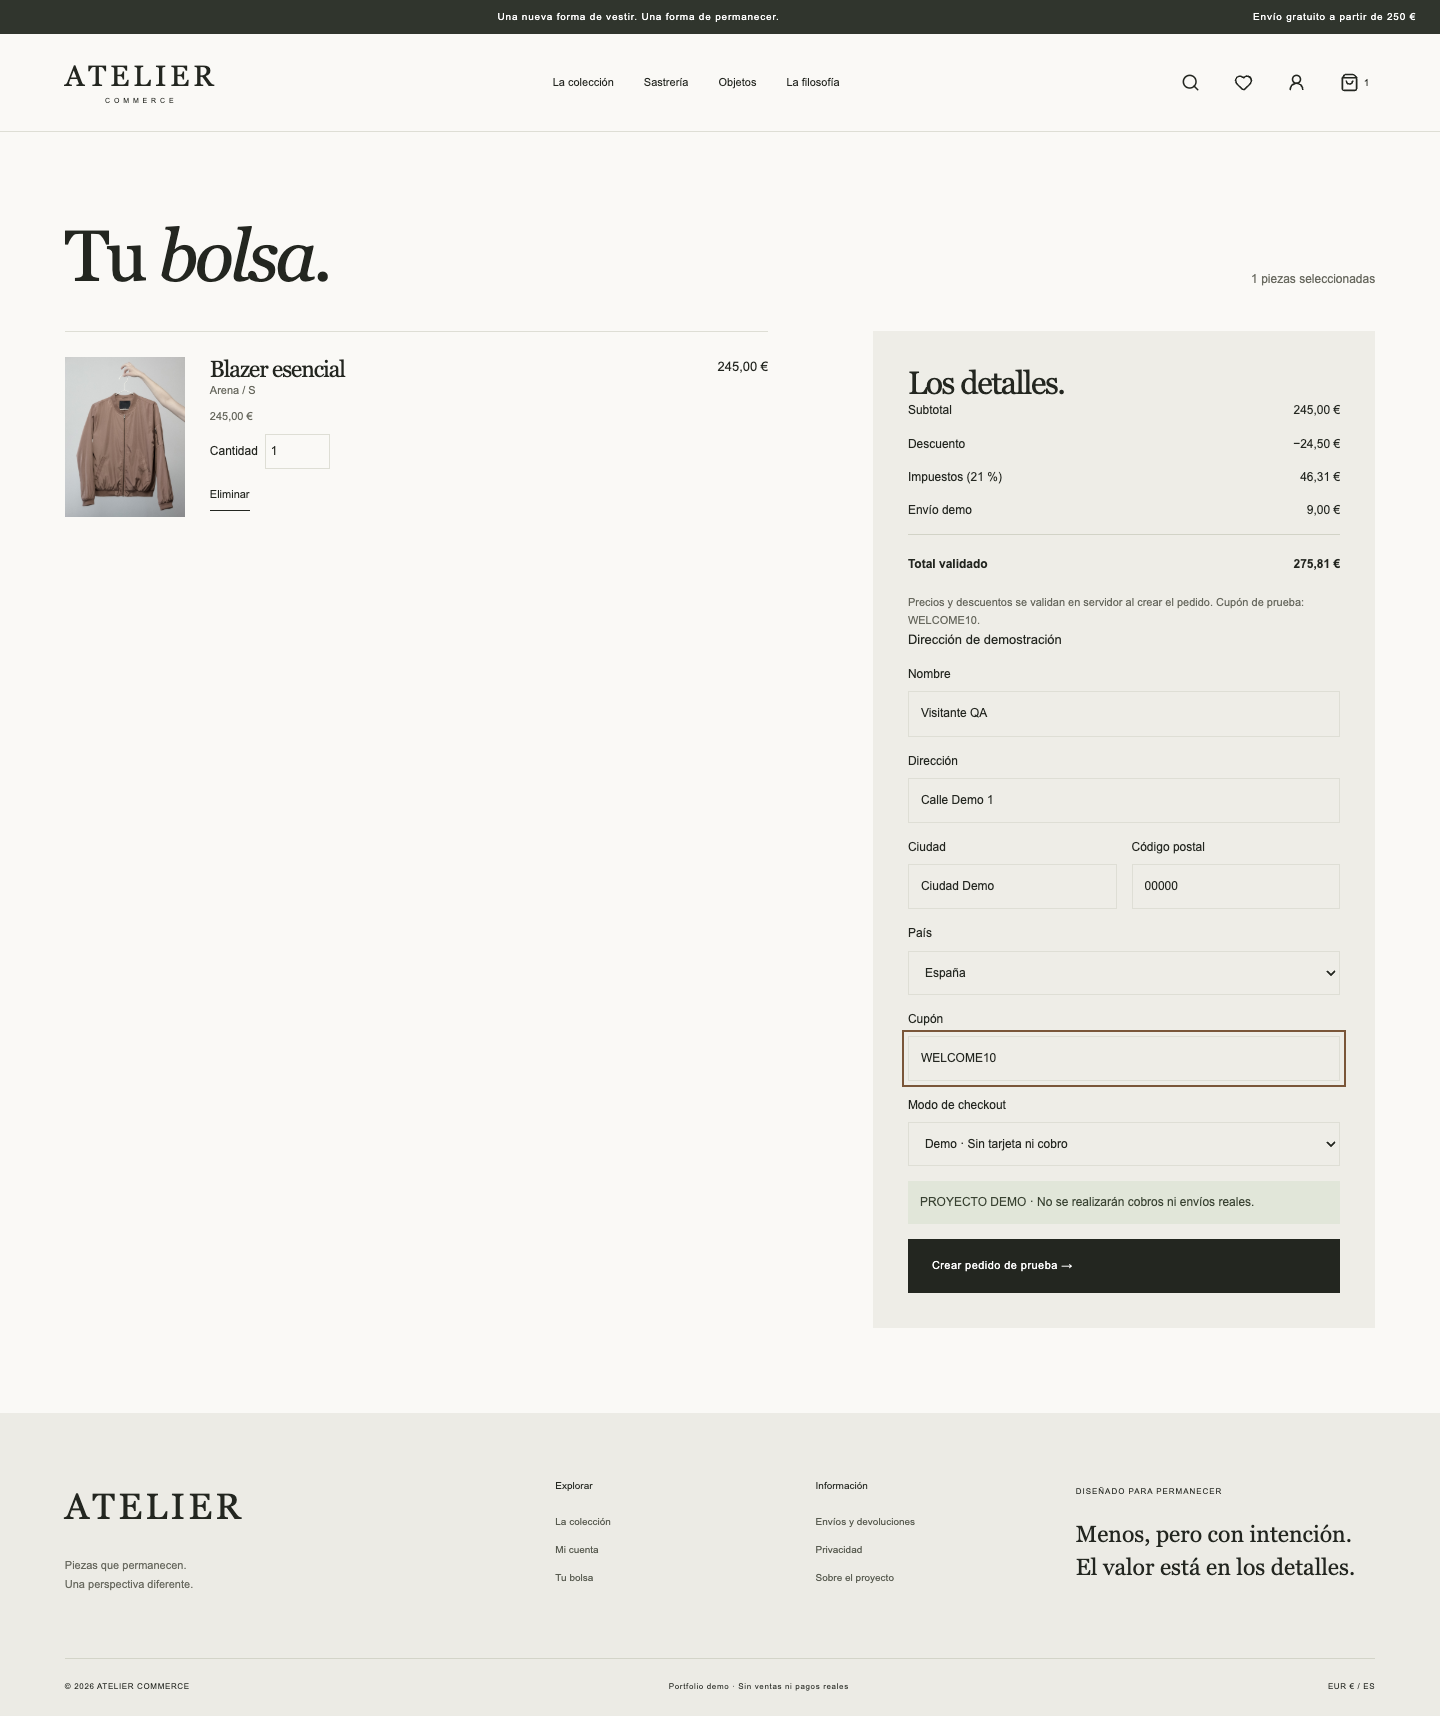 Una nueva forma de vestir. Una forma de permanecer.
Envío gratuito a partir de 250 €
ATELIER
COMMERCE
La colección
Sastrería
Objetos
La filosofía
1
Tu bolsa.
1 piezas seleccionadas
Blazer esencial
245,00 €
Arena / S
245,00 €
Cantidad 1
Eliminar
Los detalles.
Subtotal 245,00 €
Descuento −24,50 €
Impuestos (21 %) 46,31 €
Envío demo 9,00 €
Total validado 275,81 €
Precios y descuentos se validan en servidor al crear el pedido. Cupón de prueba:
WELCOME10.
Dirección de demostración
Nombre
Visitante QA
Dirección
Calle Demo 1
Ciudad
Código postal
Ciudad Demo
00000
País
España
Cupón
WELCOME10
Modo de checkout
Demo · Sin tarjeta ni cobro
PROYECTO DEMO · No se realizarán cobros ni envíos reales.
Crear pedido de prueba →
ATELIER
Piezas que permanecen.
Una perspectiva diferente.
Explorar
La colección
Mi cuenta
Tu bolsa
Información
Envíos y devoluciones
Privacidad
Sobre el proyecto
DISEÑADO PARA PERMANECER
Menos, pero con intención.
El valor está en los detalles.
© 2026 ATELIER COMMERCE
Portfolio demo · Sin ventas ni pagos reales
EUR € / ES